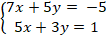 7x + 5y = −5
5x + 3y = 1